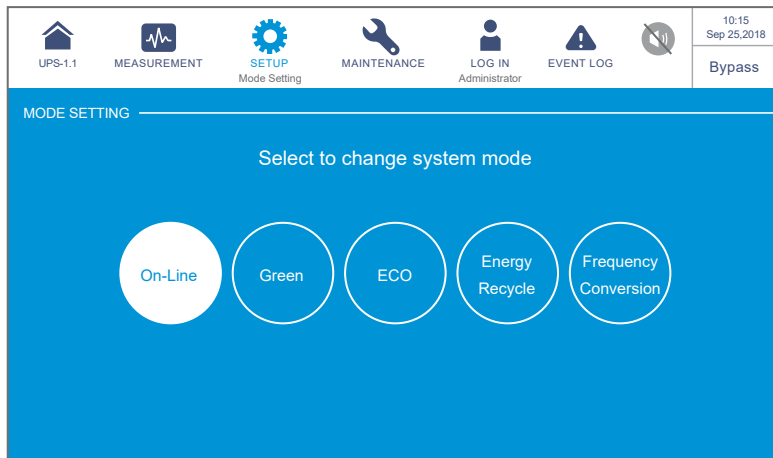 UPS-1.1
MEASUREMENT
SETUP
Mode Setting
MAINTENANCE
LOG IN
Administrator
EVENT LOG
10:15
Sep 25,2018
Bypass
MODE SETTING
Select to change system mode
On-Line
Green
ECO
Energy
Recycle
Frequency
Conversion